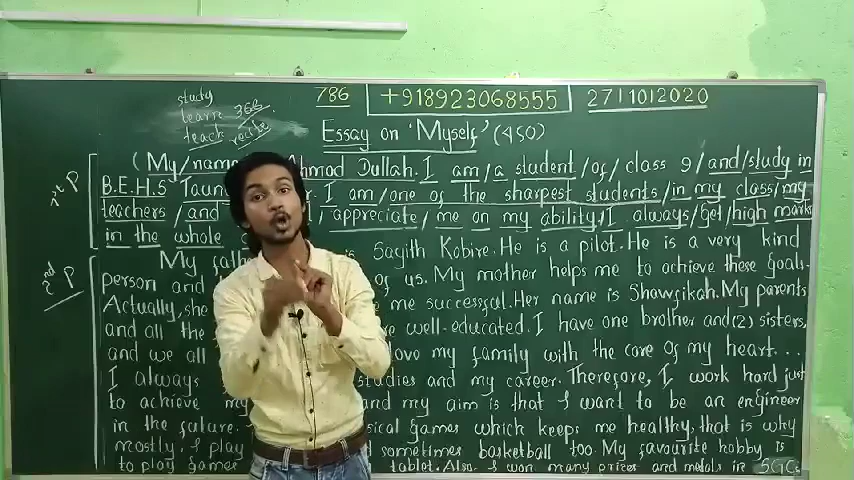 study
learn 360
teach recite
786
+918923068555
2711012020
Essay on 'Myself' (450)
1st P
(My/name Ahmad Dullah. I am/a student/of/class 9/and/study in
B.E.H.S I am/one of the sharpest students/in my class/my
teachers/and appreciate/me on my ability/I always/get/high marks
in the whole
2nd P
My Sayith Kobire. He is a pilot. He is a very kind
person and of us. My mother helps me to achieve these goals.
Actually, she me successful. Her name is Shawfikah. My parents
and all the are well-educated. I have one brother and (2) sisters,
and we all love my family with the core of my heart...
I always studies and my career. Therefore, I work hard just
to achieve my and my aim is that I want to be an engineer
in the future. games which keeps me healthy, that is why
mostly, I play sometimes basketball too. My favourite hobby is
to play games tablet. Also, I won many prizes and medals in SGCs